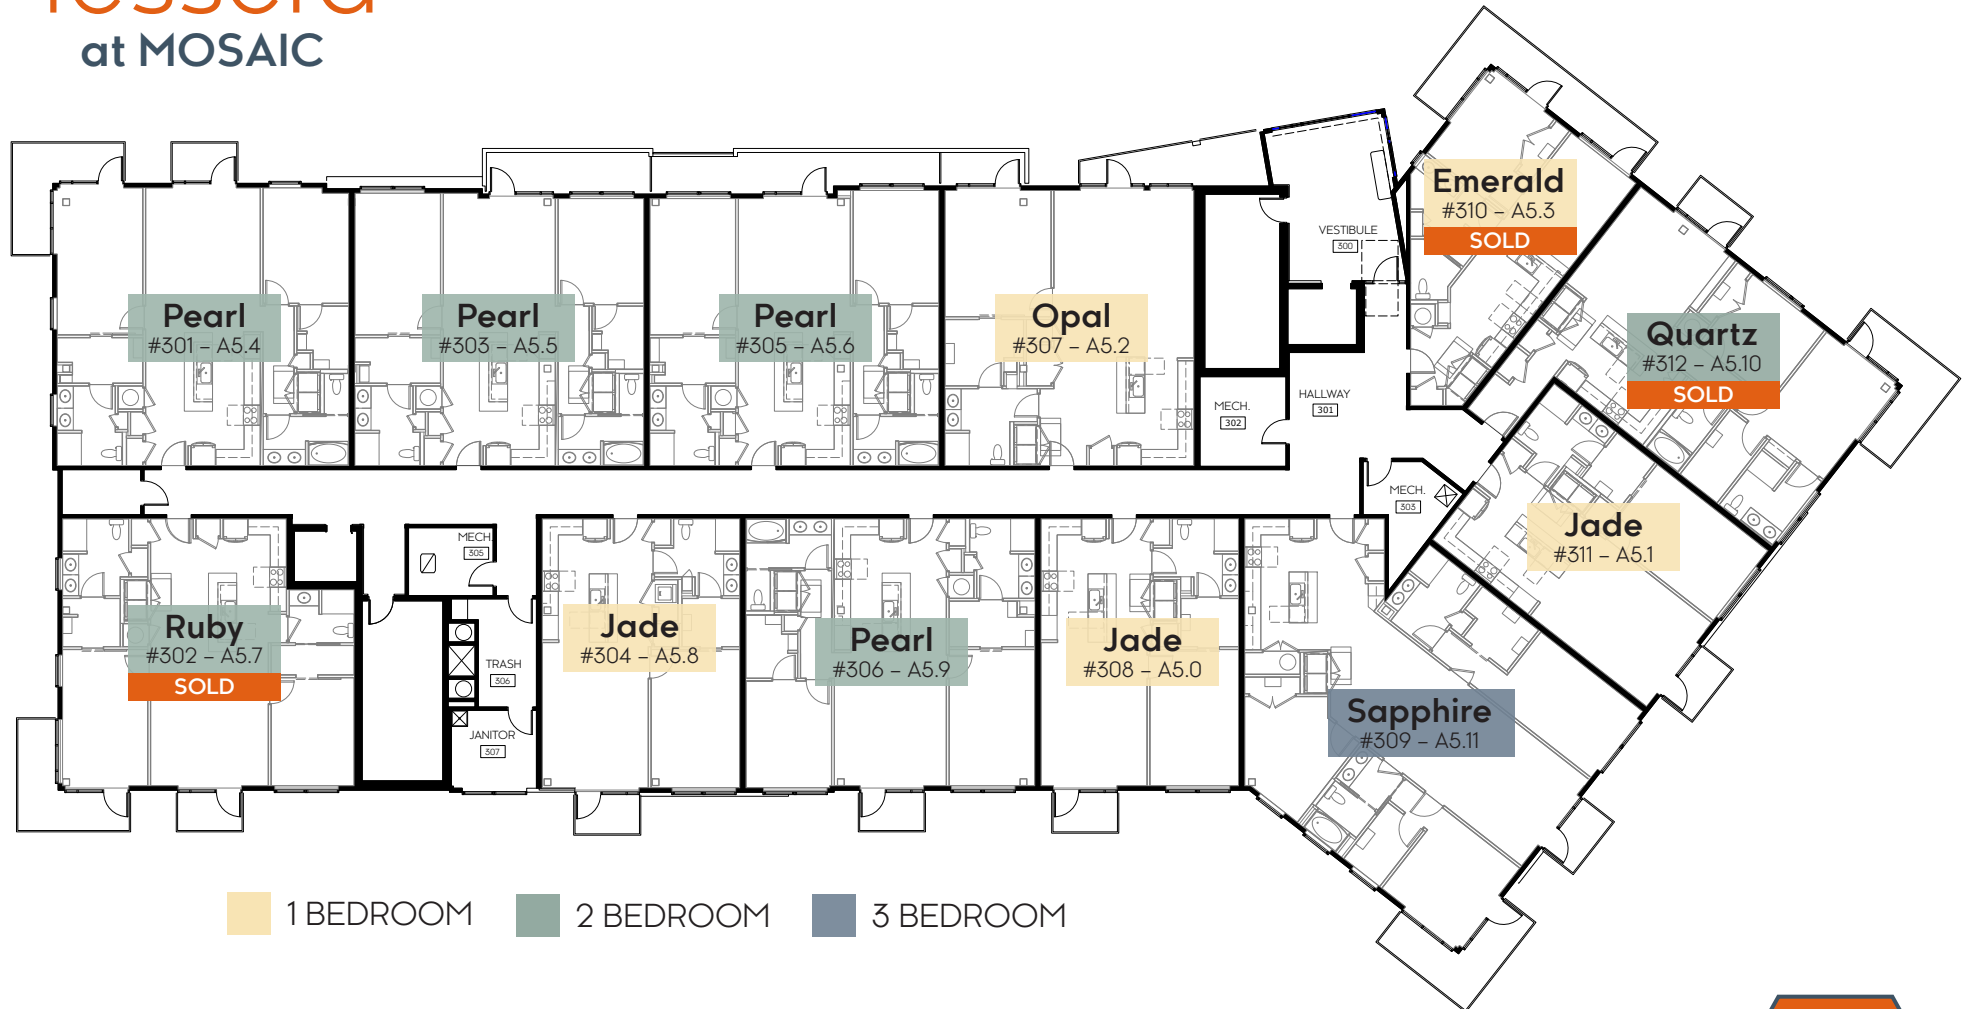 Tessera
at MOSAIC
Emerald
#310 – A5.3
SOLD
VESTIBULE
300
Pearl
#301 – A5.4
Pearl
#303 – A5.5
Pearl
#305 – A5.6
Opal
#307 – A5.2
Quartz
#312 – A5.10
SOLD
HALLWAY
301
MECH.
302
MECH.
303
Jade
#311 – A5.1
MECH.
305
Ruby
#302 – A5.7
SOLD
Jade
#304 – A5.8
Pearl
#306 – A5.9
Jade
#308 – A5.0
TRASH
306
Sapphire
#309 – A5.11
JANITOR
307
1 BEDROOM
2 BEDROOM
3 BEDROOM